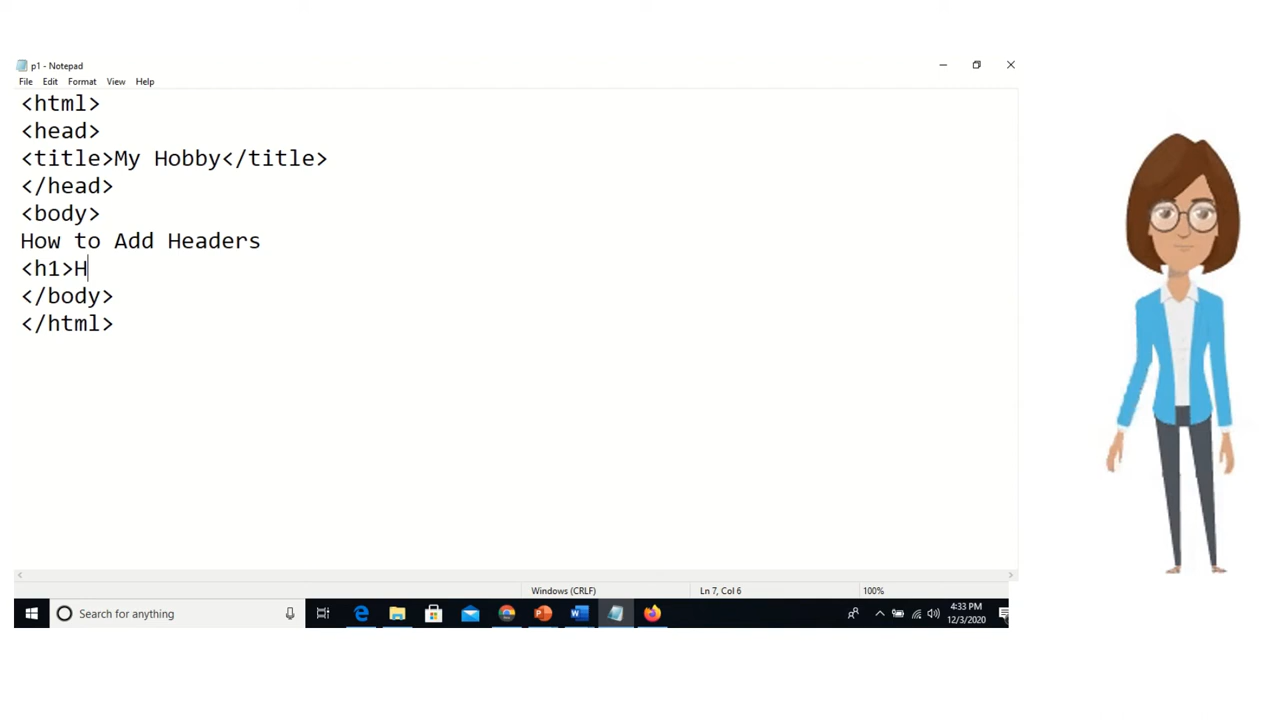 p1 - Notepad
File Edit Format View Help
<html>
<head>
<title>My Hobby</title>
</head>
<body>
How to Add Headers
<h1>H
</body>
</html>
Windows (CRLF) Ln 7, Col 6 100%
Search for anything
4:33 PM
12/3/2020